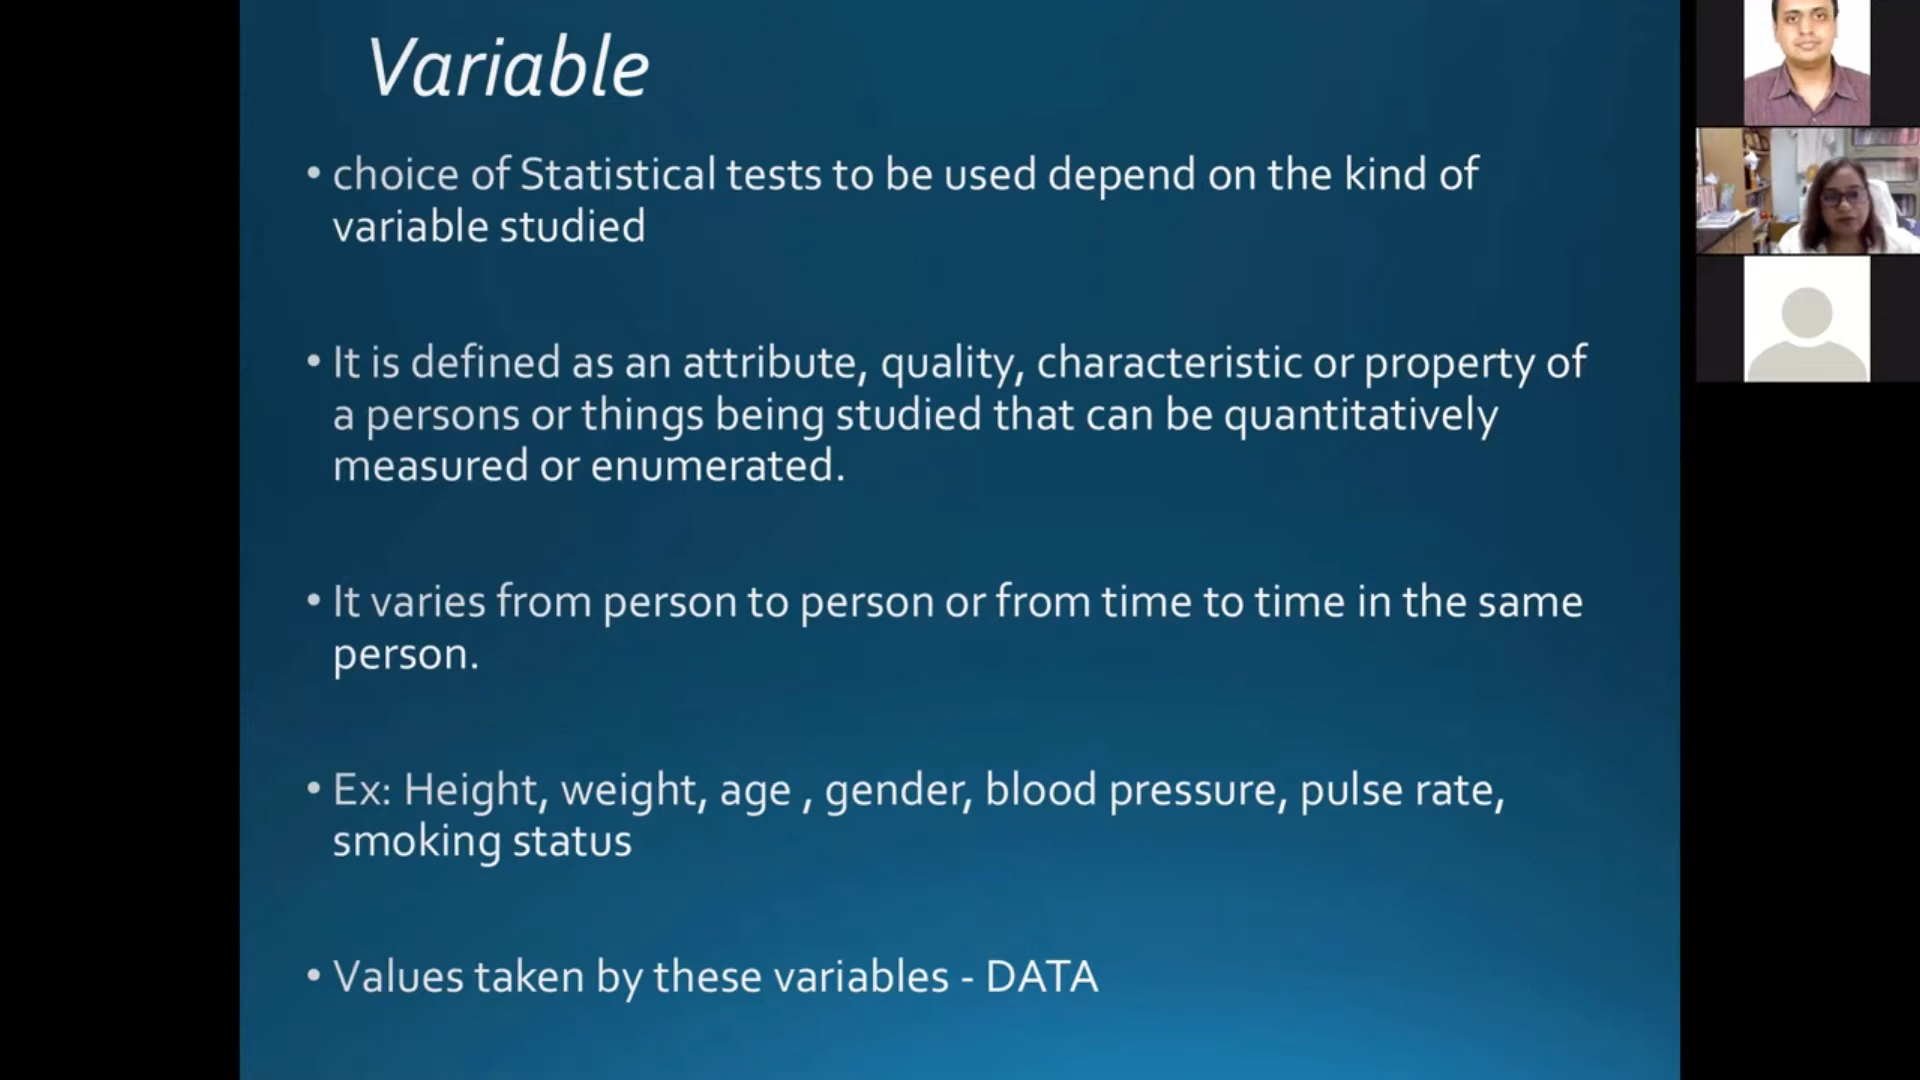 Variable
• choice of Statistical tests to be used depend on the kind of
variable studied
• It is defined as an attribute, quality, characteristic or property of
a persons or things being studied that can be quantitatively
measured or enumerated.
• It varies from person to person or from time to time in the same
person.
• Ex: Height, weight, age , gender, blood pressure, pulse rate,
smoking status
• Values taken by these variables - DATA